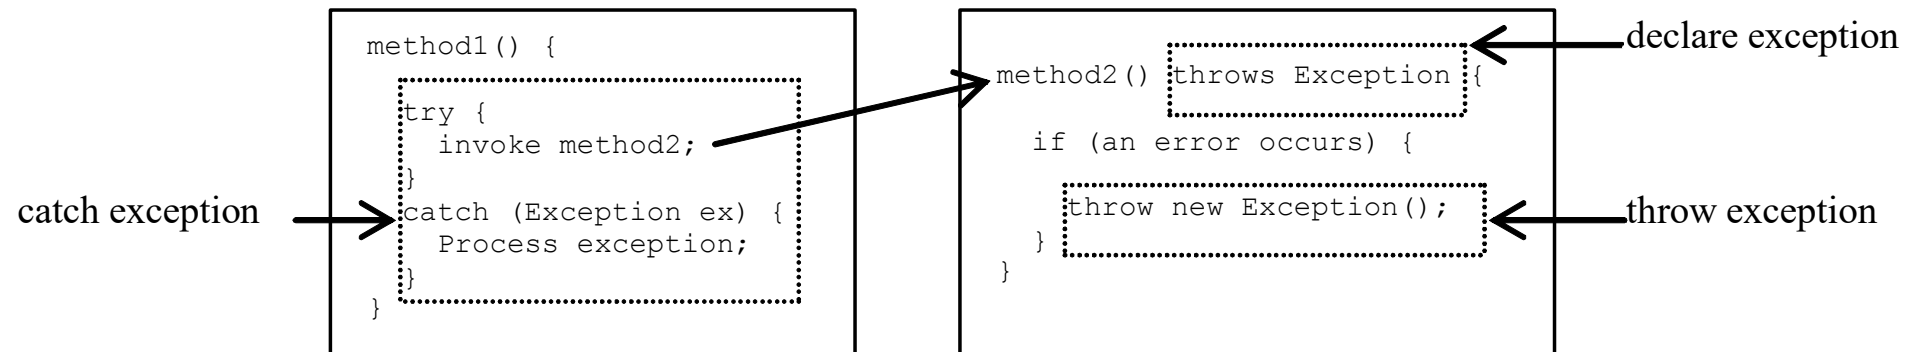 method1() {
try {
invoke method2;
}
catch (Exception ex) {
Process exception;
}
}
catch exception
method2() throws Exception {
if (an error occurs) {
throw new Exception();
}
}
declare exception
throw exception